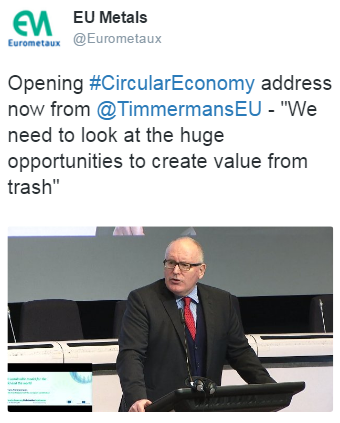 EU Metals
Eurometaux
@Eurometaux
Opening #CircularEconomy address
now from @TimmermansEU - "We
need to look at the huge
opportunities to create value from
trash"